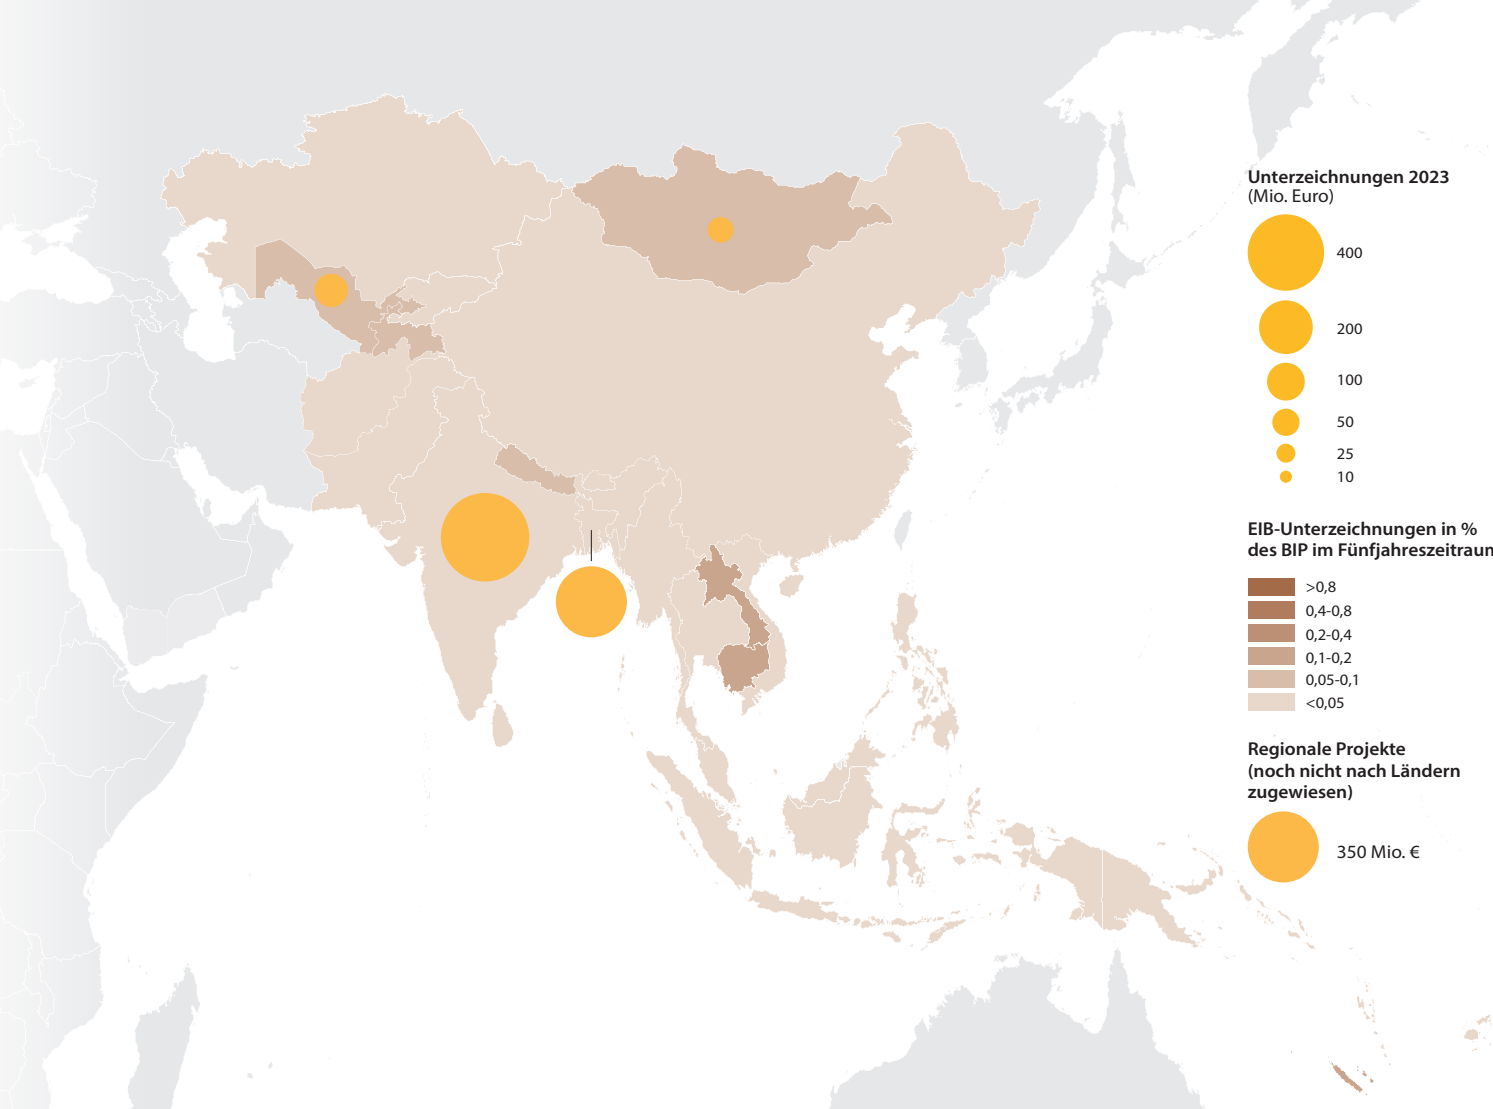 Unterzeichnungen 2023
(Mio. Euro)
400
200
100
50
25
10
EIB-Unterzeichnungen in %
des BIP im Fünfjahreszeitraum
>0,8
0,4-0,8
0,2-0,4
0,1-0,2
0,05-0,1
<0,05
Regionale Projekte
(noch nicht nach Ländern
zugewiesen)
350 Mio. €